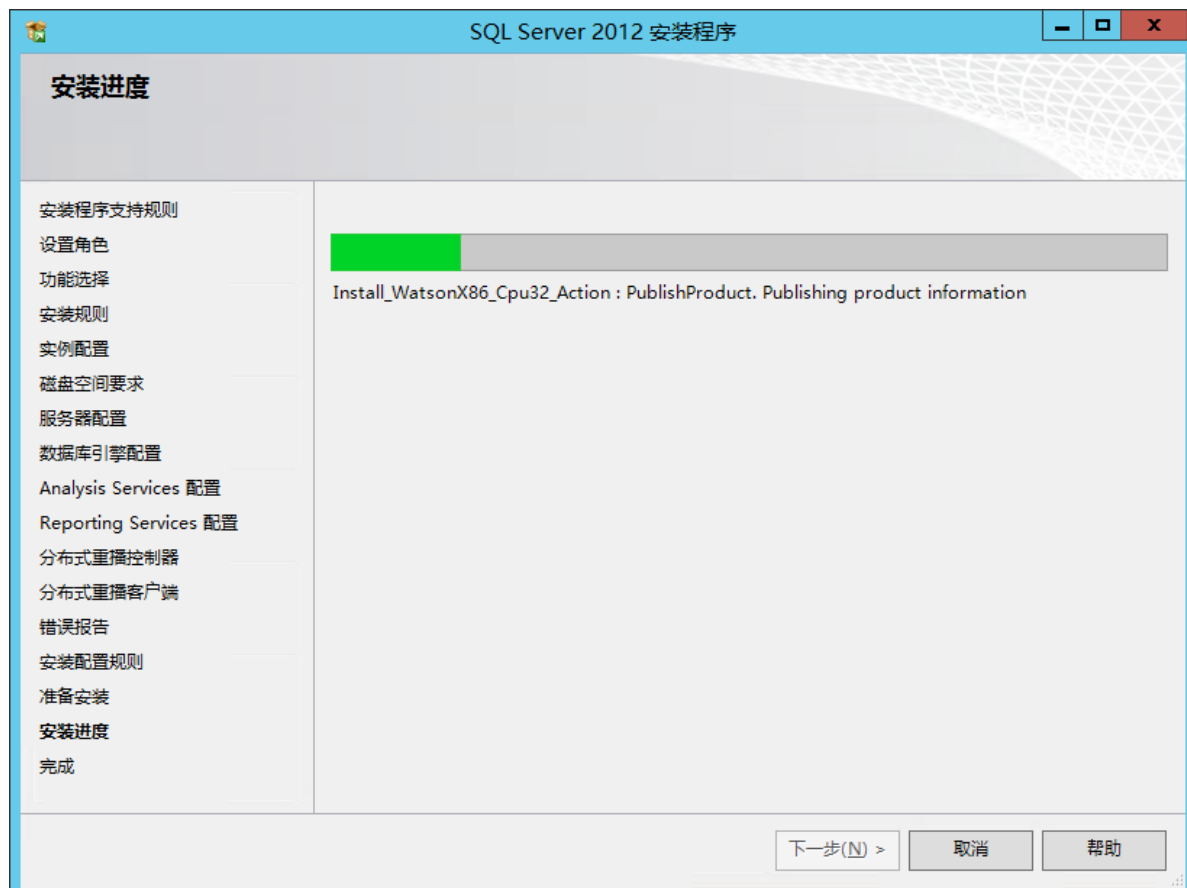 SQL Server 2012 安装程序
安装进度
安装程序支持规则
设置角色
功能选择
安装规则
实例配置
磁盘空间要求
服务器配置
数据库引擎配置
Analysis Services 配置
Reporting Services 配置
分布式重播控制器
分布式重播客户端
错误报告
安装配置规则
准备安装
安装进度
完成
Install_WatsonX86_Cpu32_Action : PublishProduct. Publishing product information
下一步(N) >
取消
帮助